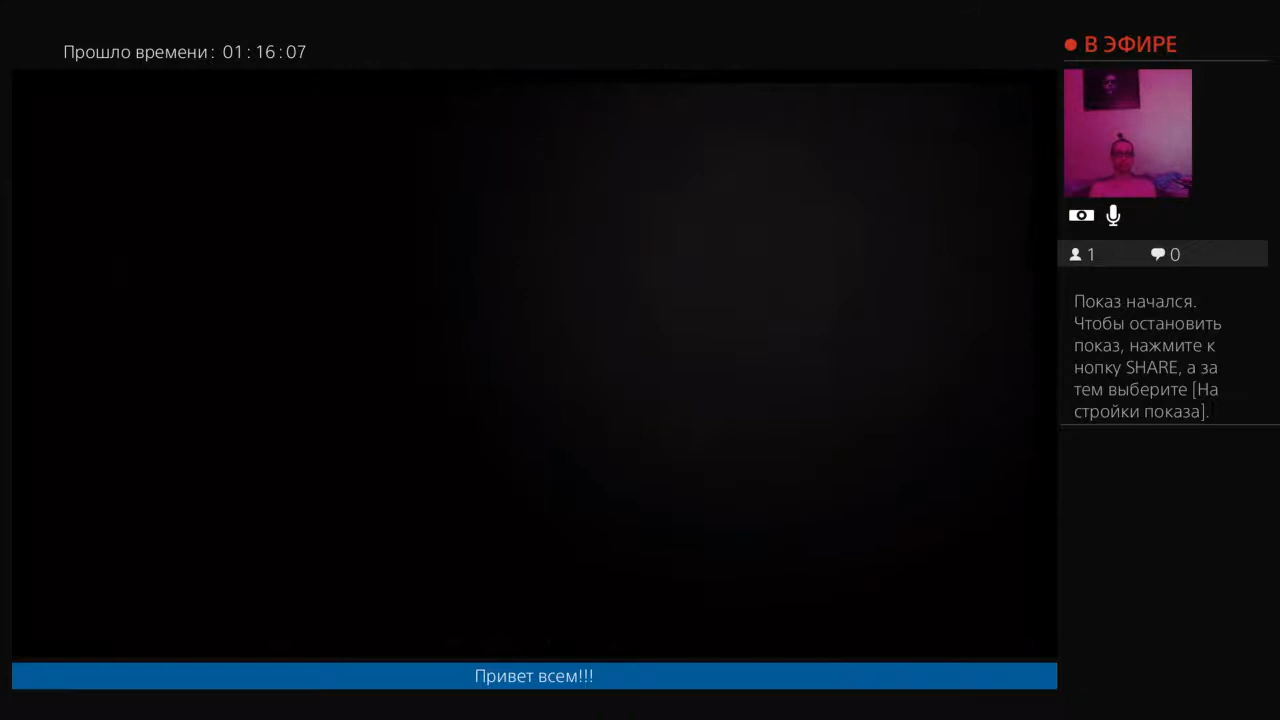 Прошло времени: 01:16:07
В ЭФИРЕ
1
0
Показ начался.
Чтобы остановить
показ, нажмите к
нопку SHARE, а за
тем выберите [На
стройки показа].
Привет всем!!!